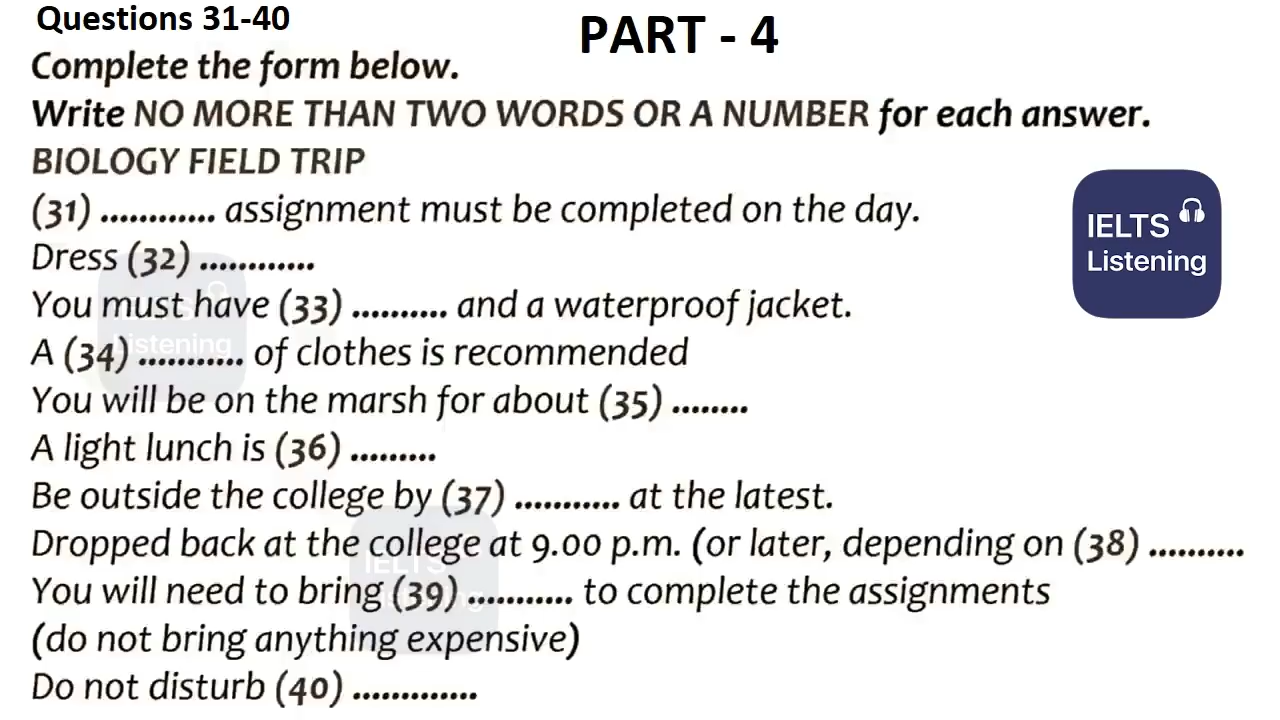 Questions 31-40
PART - 4
Complete the form below.
Write NO MORE THAN TWO WORDS OR A NUMBER for each answer.
BIOLOGY FIELD TRIP
(31) ............ assignment must be completed on the day.
IELTS
Listening
Dress (32) ............
You must have (33) .......... and a waterproof jacket.
A (34) ........... of clothes is recommended
You will be on the marsh for about (35) ........
A light lunch is (36) .........
Be outside the college by (37) ........... at the latest.
Dropped back at the college at 9.00 p.m. (or later, depending on (38) ..........
You will need to bring (39) ........... to complete the assignments
(do not bring anything expensive)
Do not disturb (40) .............